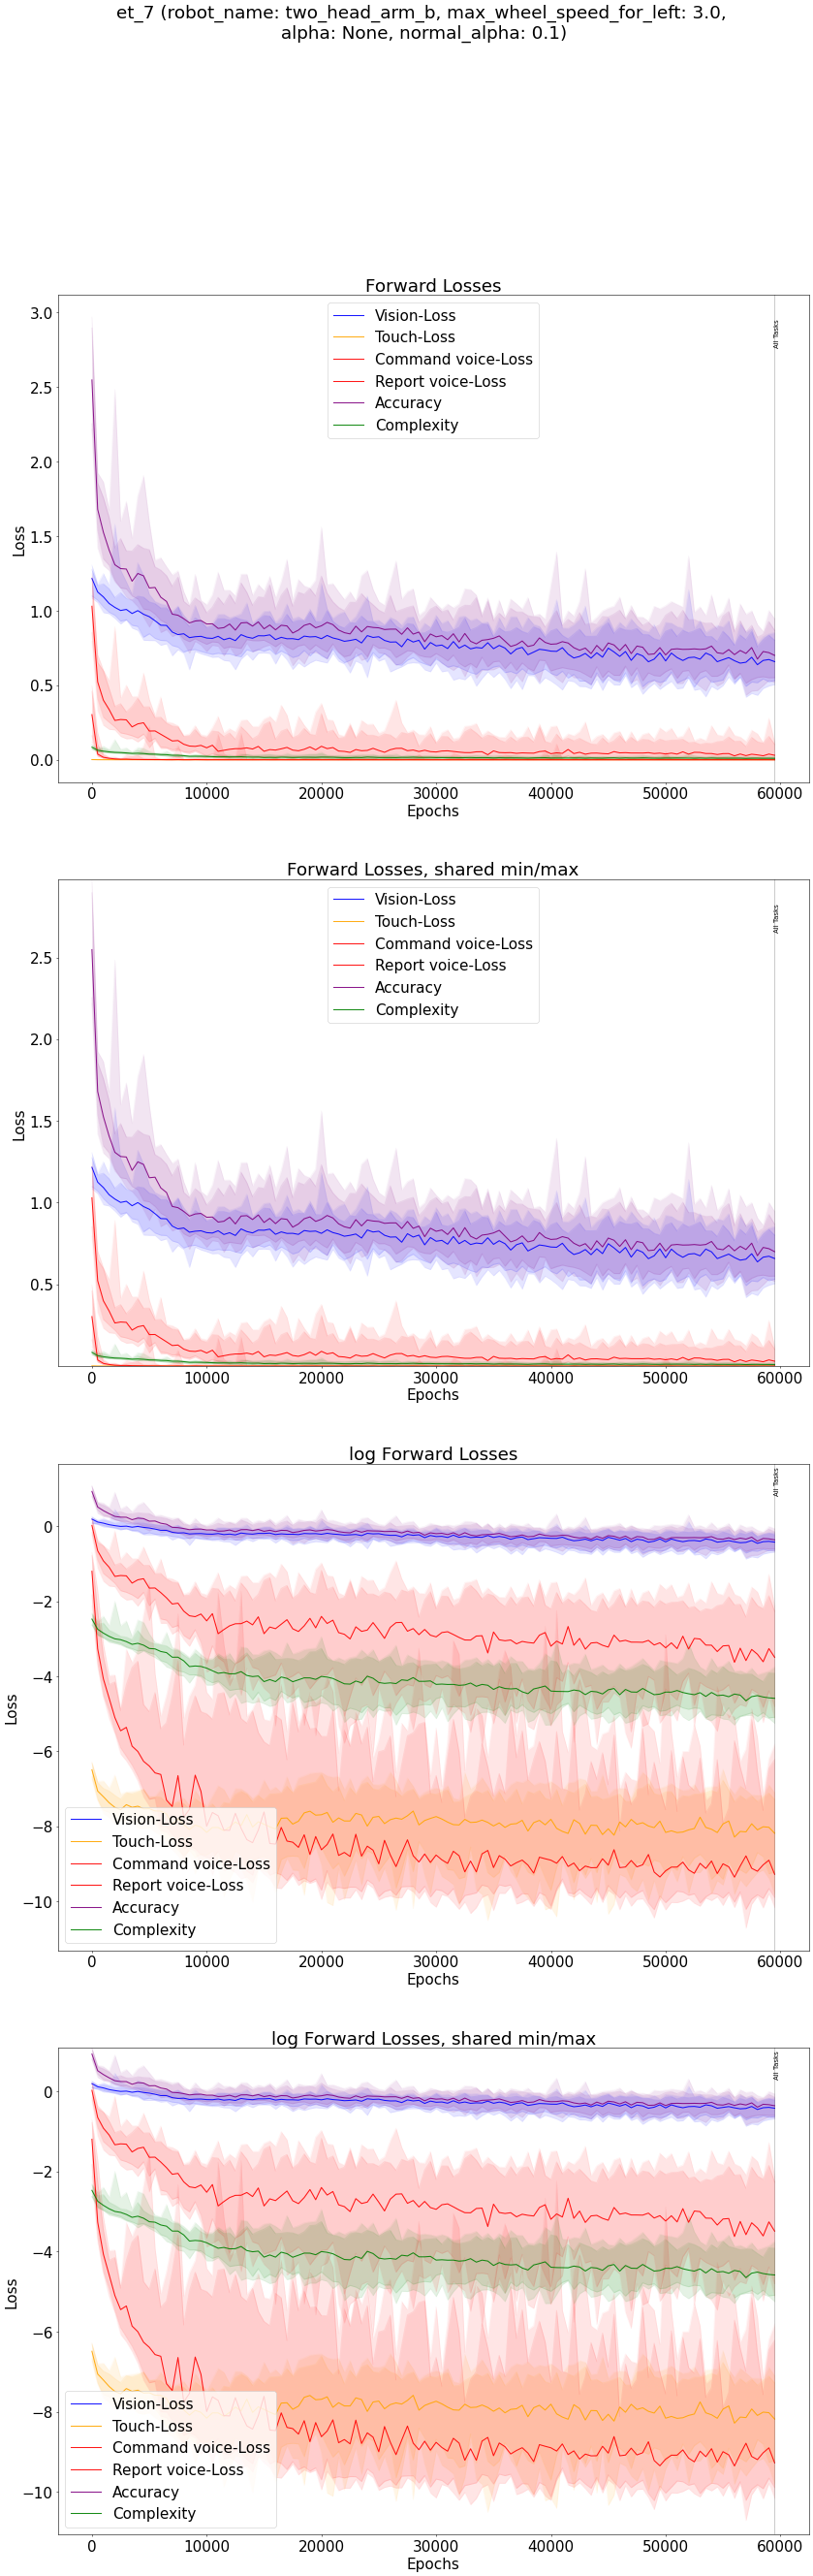 et_7 (robot_name: two_head_arm_b, max_wheel_speed_for_left: 3.0,
alpha: None, normal_alpha: 0.1)
Forward Losses
Vision-Loss
Touch-Loss
Command voice-Loss
Report voice-Loss
Accuracy
Complexity
All Tasks
3.0
2.5
2.0
1.5
1.0
0.5
0.0
Loss
0 10000 20000 30000 40000 50000 60000
Epochs
Forward Losses, shared min/max
Vision-Loss
Touch-Loss
Command voice-Loss
Report voice-Loss
Accuracy
Complexity
All Tasks
2.5
2.0
1.5
1.0
0.5
Loss
0 10000 20000 30000 40000 50000 60000
Epochs
log Forward Losses
All Tasks
0
−2
−4
−6
−8
−10
Loss
Vision-Loss
Touch-Loss
Command voice-Loss
Report voice-Loss
Accuracy
Complexity
0 10000 20000 30000 40000 50000 60000
Epochs
log Forward Losses, shared min/max
All Tasks
0
−2
−4
−6
−8
−10
Loss
Vision-Loss
Touch-Loss
Command voice-Loss
Report voice-Loss
Accuracy
Complexity
0 10000 20000 30000 40000 50000 60000
Epochs